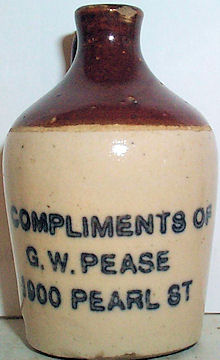 COMPLIMENTS OF
G.W. PEASE
1900 PEARL ST